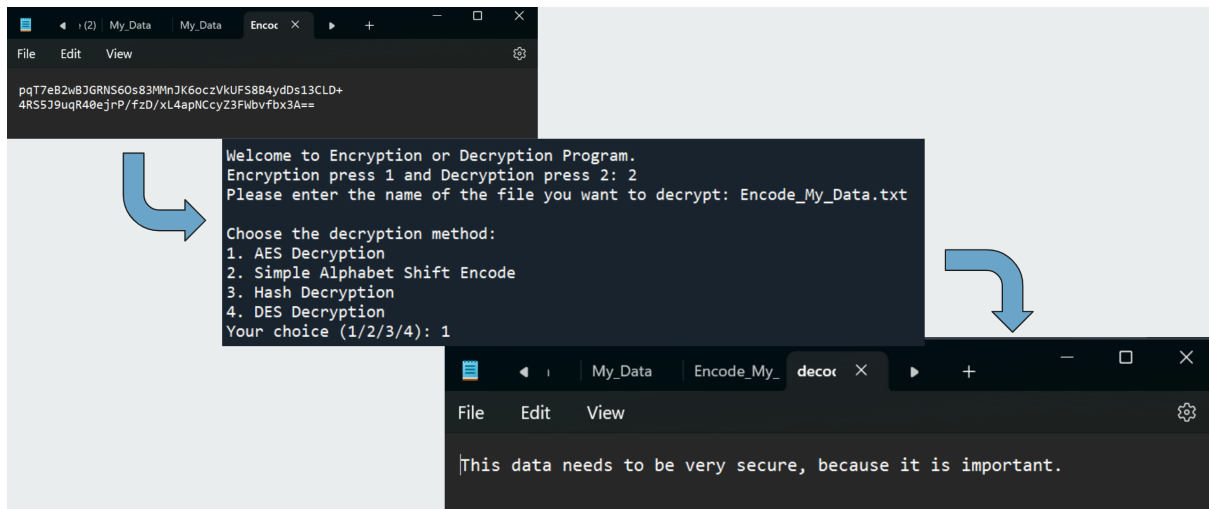 (2) My_Data My_Data Encoc
File Edit View
pqT7eB2wBJGRNS6Os83MMnJK6oczVkUFS8B4ydDs13CLD+
4RS5J9uqR40ejrP/fzD/xL4apNCcyZ3FWbvfbx3A==
Welcome to Encryption or Decryption Program.
Encryption press 1 and Decryption press 2: 2
Please enter the name of the file you want to decrypt: Encode_My_Data.txt
Choose the decryption method:
1. AES Decryption
2. Simple Alphabet Shift Encode
3. Hash Decryption
4. DES Decryption
Your choice (1/2/3/4): 1
My_Data Encode_My_ decoc
File Edit View
This data needs to be very secure, because it is important.